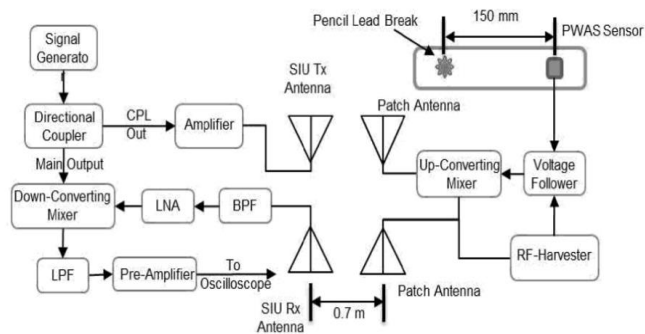 Signal
Generato
Directional
Coupler
CPL
Out
Amplifier
Main Output
Down-Converting
Mixer
LNA
BPF
LPF
Pre-Amplifier
To
Oscilloscope
SIU Tx
Antenna
SIU Rx
Antenna
0.7 m
Pencil Lead Break
150 mm
PWAS Sensor
Patch Antenna
Up-Converting
Mixer
Voltage
Follower
RF-Harvester
Patch Antenna